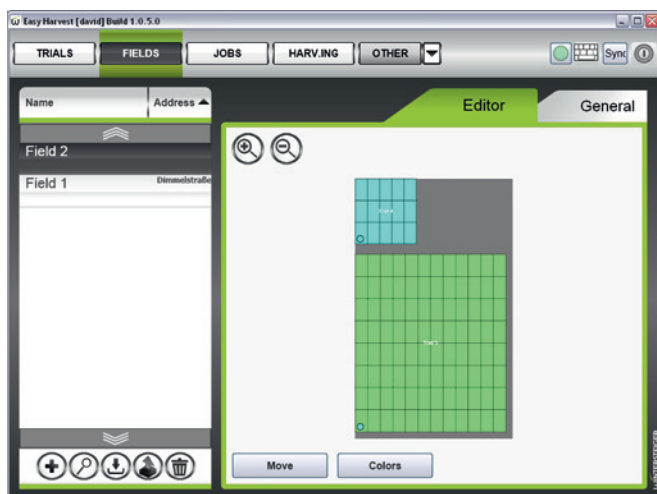 Easy Harvest [david] Build 1.0.5.0
TRIALS
FIELDS
JOBS
HARV.ING
OTHER
Sync
Name
Address
Editor
General
Field 2
Field 1
Dimmelstraße
Move
Colors
WINTERSTEIGER